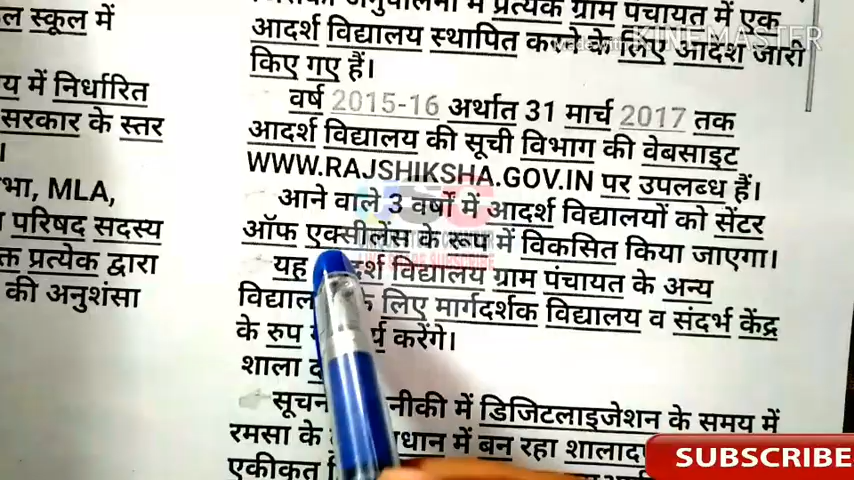 ल स्कूल में
य में निर्धारित
सरकार के स्तर
।
भा, MLA,
परिषद सदस्य
प्रत्येक द्वारा
की अनुशंसा
अनुपालना में प्रत्येक ग्राम पंचायत में एक
आदर्श विद्यालय स्थापित करने के लिए आदेश जारी
किए गए हैं।
वर्ष 2015-16 अर्थात 31 मार्च 2017 तक
आदर्श विद्यालय की सूची विभाग की वेबसाइट
WWW.RAJSHIKSHA.GOV.IN पर उपलब्ध हैं।
आने वाले 3 वर्षों में आदर्श विद्यालयों को सेंटर
ऑफ एक्सीलेंस के रूप में विकसित किया जाएगा।
यह विद्यालय ग्राम पंचायत के अन्य
लिए मार्गदर्शक विद्यालय व संदर्भ केंद्र
के रुप करेंगे।
शाला
में डिजिटलाइजेशन के समय में
रमसा के में बन रहा
एकीकृत
KINEMASTER
SUBSCRIBE